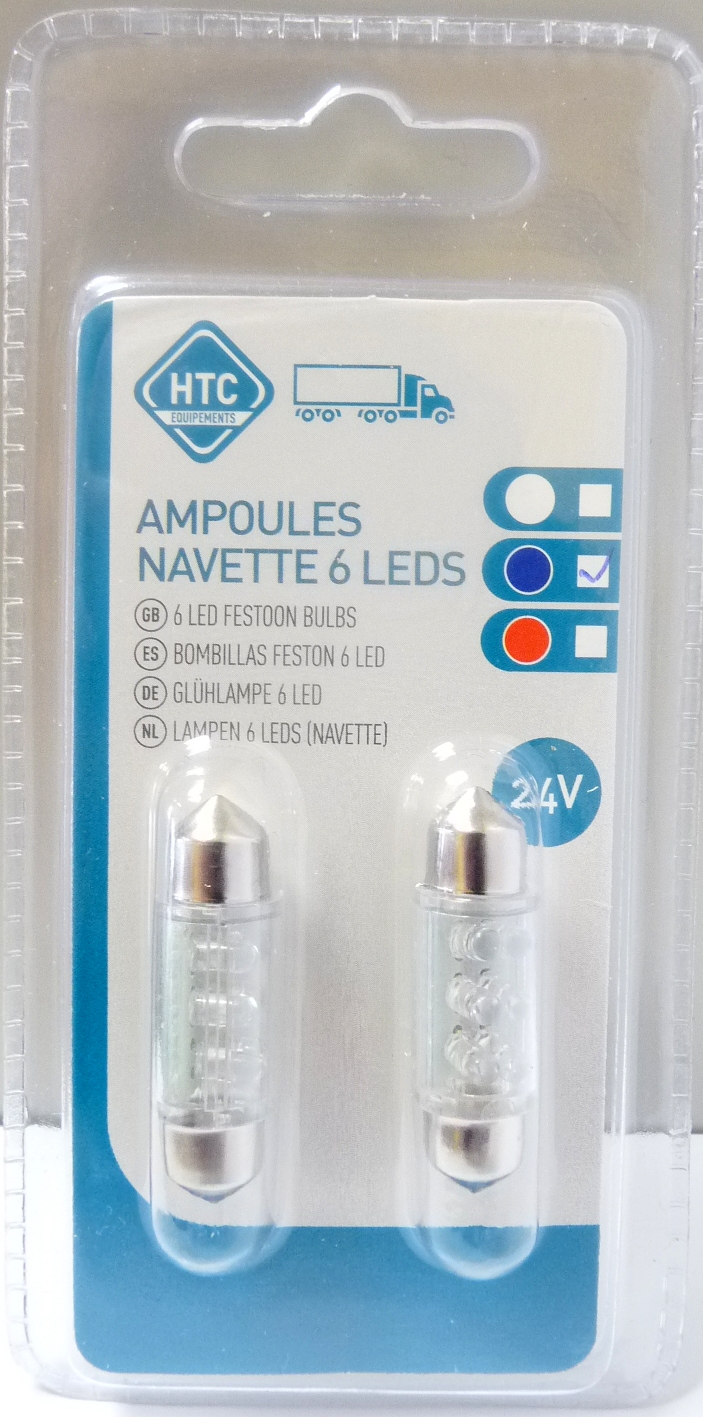 HTC
EQUIPEMENTS
AMPOULES
NAVETTE 6 LEDS
GB 6 LED FESTOON BULBS
ES BOMBILLAS FESTON 6 LED
DE GLÜHLAMPE 6 LED
NL LAMPEN 6 LEDS (NAVETTE)
24V